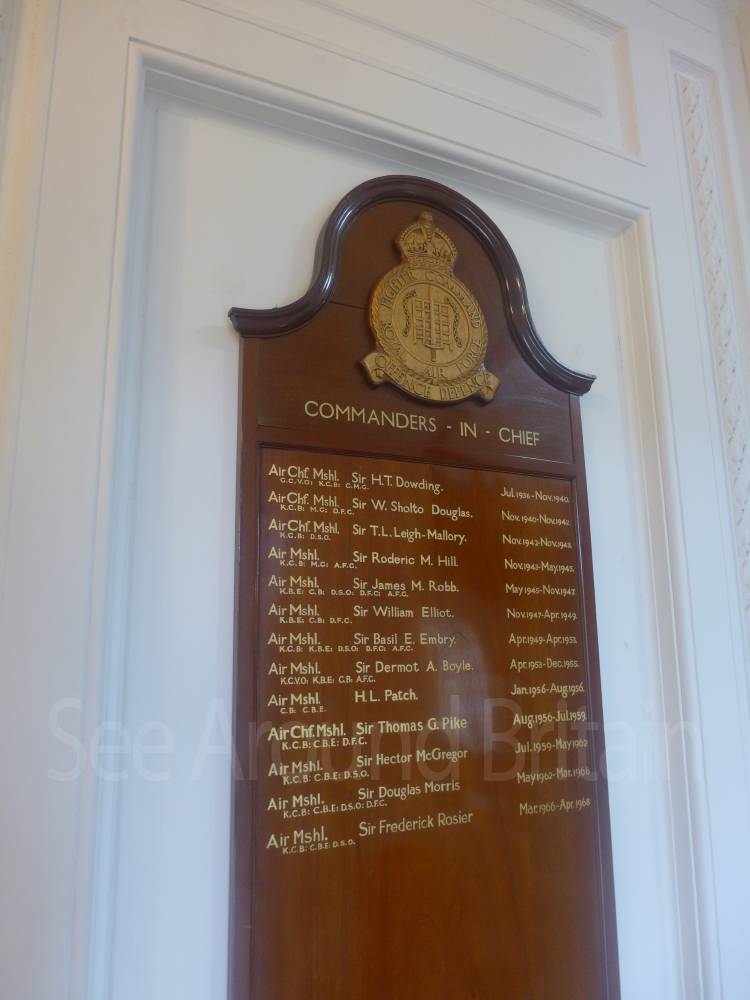 FIGHTER COMMAND
ROYAL AIR FORCE
OFFENCE DEFENCE
COMMANDERS - IN - CHIEF
Air Chf. Mshl. Sir H.T. Dowding. Jul. 1936-Nov. 1940.
G.C.V.O: K.C.B: C.M.G.
Air Chf. Mshl. Sir W. Sholto Douglas. Nov. 1940-Nov. 1942.
K.C.B: M.C: D.F.C.
Air Chf. Mshl. Sir T.L. Leigh-Mallory. Nov. 1942-Nov. 1943.
K.C.B: D.S.O.
Air Mshl. Sir Roderic M. Hill. Nov. 1943-May. 1945.
K.C.B: M.C: A.F.C.
Air Mshl. Sir James M. Robb. May 1945-Nov. 1947.
K.B.E: C.B: D.S.O: D.F.C: A.F.C.
Air Mshl. Sir William Elliot. Nov. 1947-Apr. 1949.
K.B.E: C.B: D.F.C.
Air Mshl. Sir Basil E. Embry. Apr. 1949-Apr. 1953.
K.C.B: K.B.E: D.S.O: D.F.C: A.F.C.
Air Mshl. Sir Dermot A. Boyle. Apr. 1953-Dec. 1955.
K.C.V.O: K.B.E: C.B: A.F.C.
Air Mshl. H.L. Patch. Jan. 1956-Aug. 1956.
C.B: C.B.E.
Air Chf. Mshl. Sir Thomas G. Pike Aug. 1956-Jul. 1959.
K.C.B: C.B.E: D.F.C.
Air Mshl. Sir Hector McGregor Jul. 1959-May 1962
K.C.B: C.B.E: D.S.O.
Air Mshl. Sir Douglas Morris May 1962-Mar. 1966
K.C.B: C.B.E: D.S.O: D.F.C.
Air Mshl. Sir Frederick Rosier Mar. 1966-Apr. 1968
K.C.B: C.B.E: D.S.O.
See Around Britain